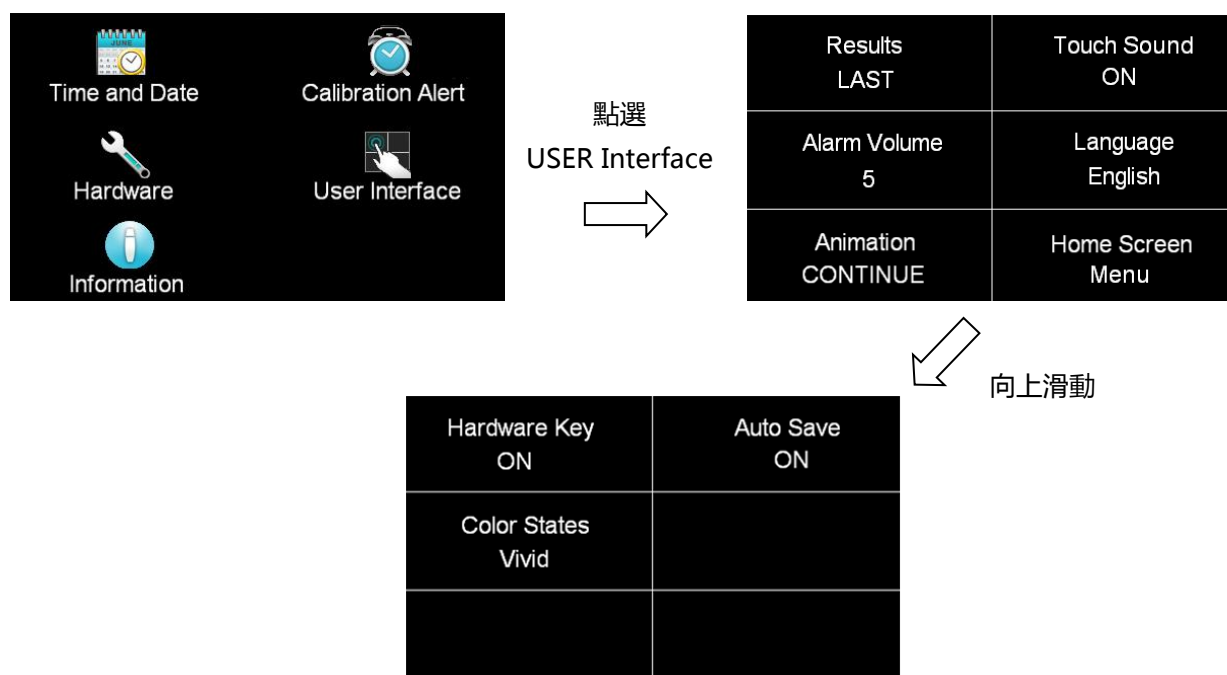 JUNE
Time and Date
Calibration Alert
Hardware
User Interface
Information
點選
USER Interface
Results
LAST
Touch Sound
ON
Alarm Volume
5
Language
English
Animation
CONTINUE
Home Screen
Menu
向上滑動
Hardware Key
ON
Auto Save
ON
Color States
Vivid